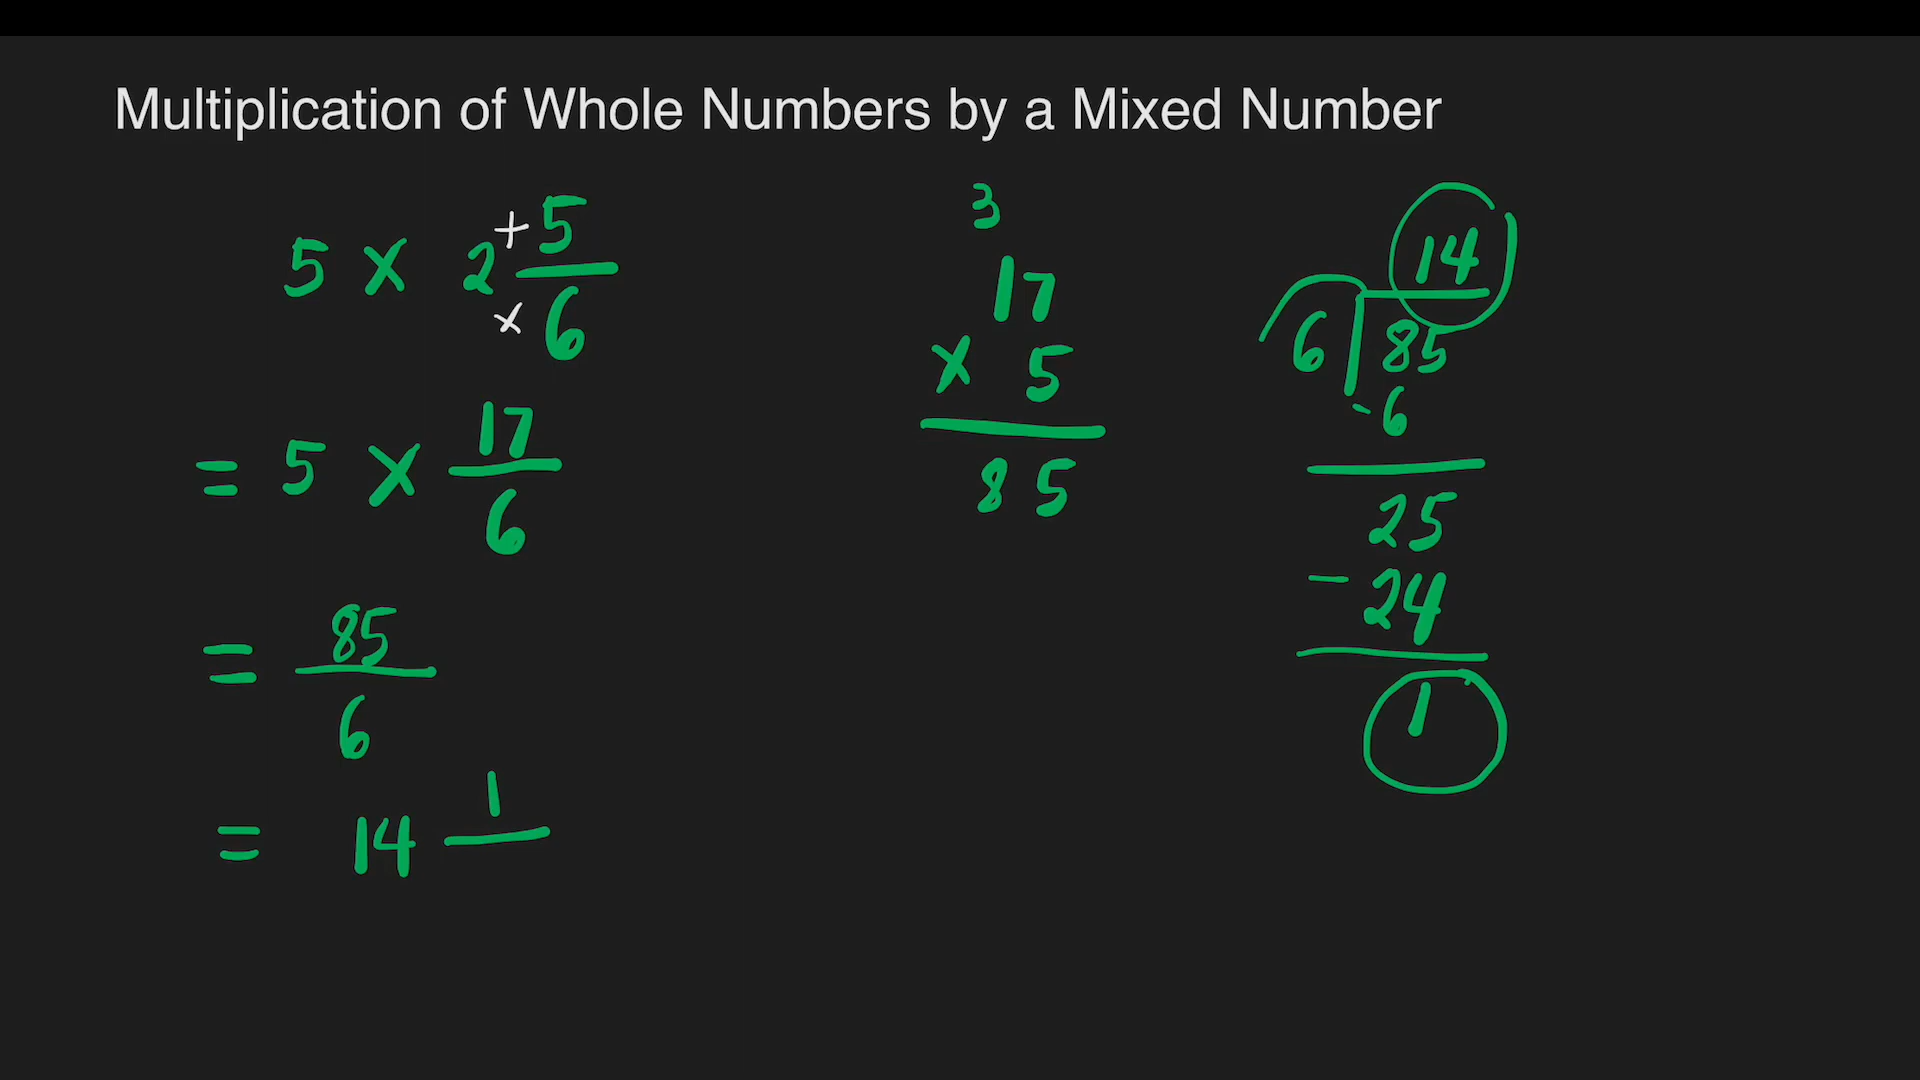 Multiplication of Whole Numbers by a Mixed Number
5 × 2 + 5/6 ×
= 5 × 17/6
= 85/6
= 14 1/
3
17
× 5
85
14
6 85
- 6
25
- 24
1